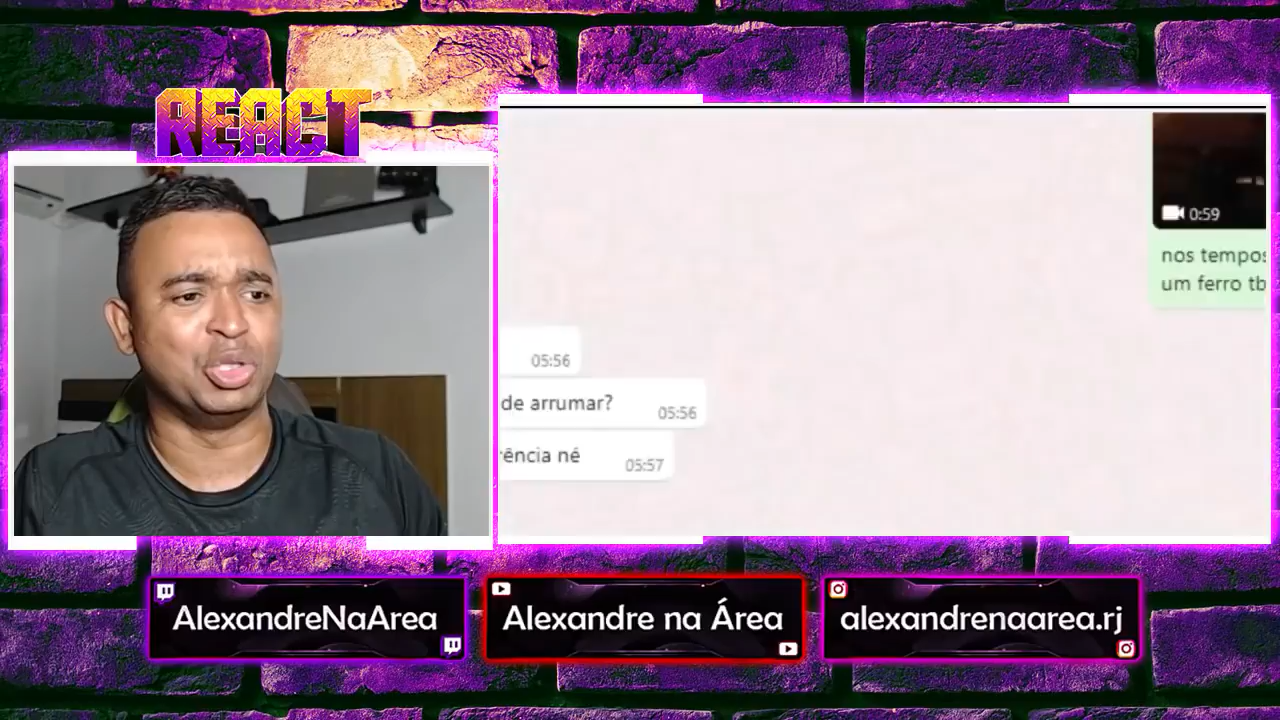 REACT
0:59
nos tempos
um ferro tb
05:56
de arrumar?
05:56
rência né
05:57
AlexandreNaArea
Alexandre na Área
alexandrenaarea.rj